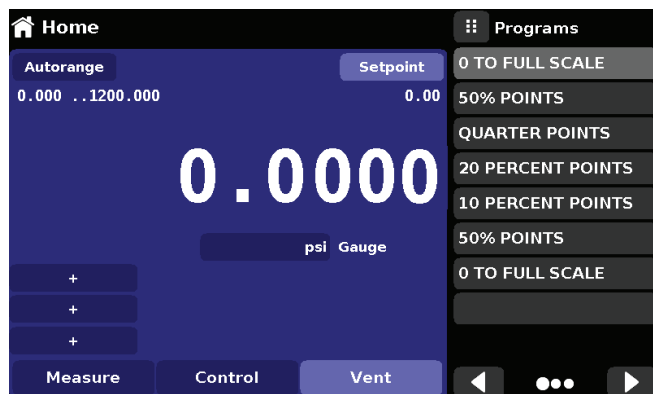 Home
Autorange
Setpoint
0.000 ..1200.000
0.00
0.0000
psi Gauge
+
+
+
Measure
Control
Vent
Programs
0 TO FULL SCALE
50% POINTS
QUARTER POINTS
20 PERCENT POINTS
10 PERCENT POINTS
50% POINTS
0 TO FULL SCALE